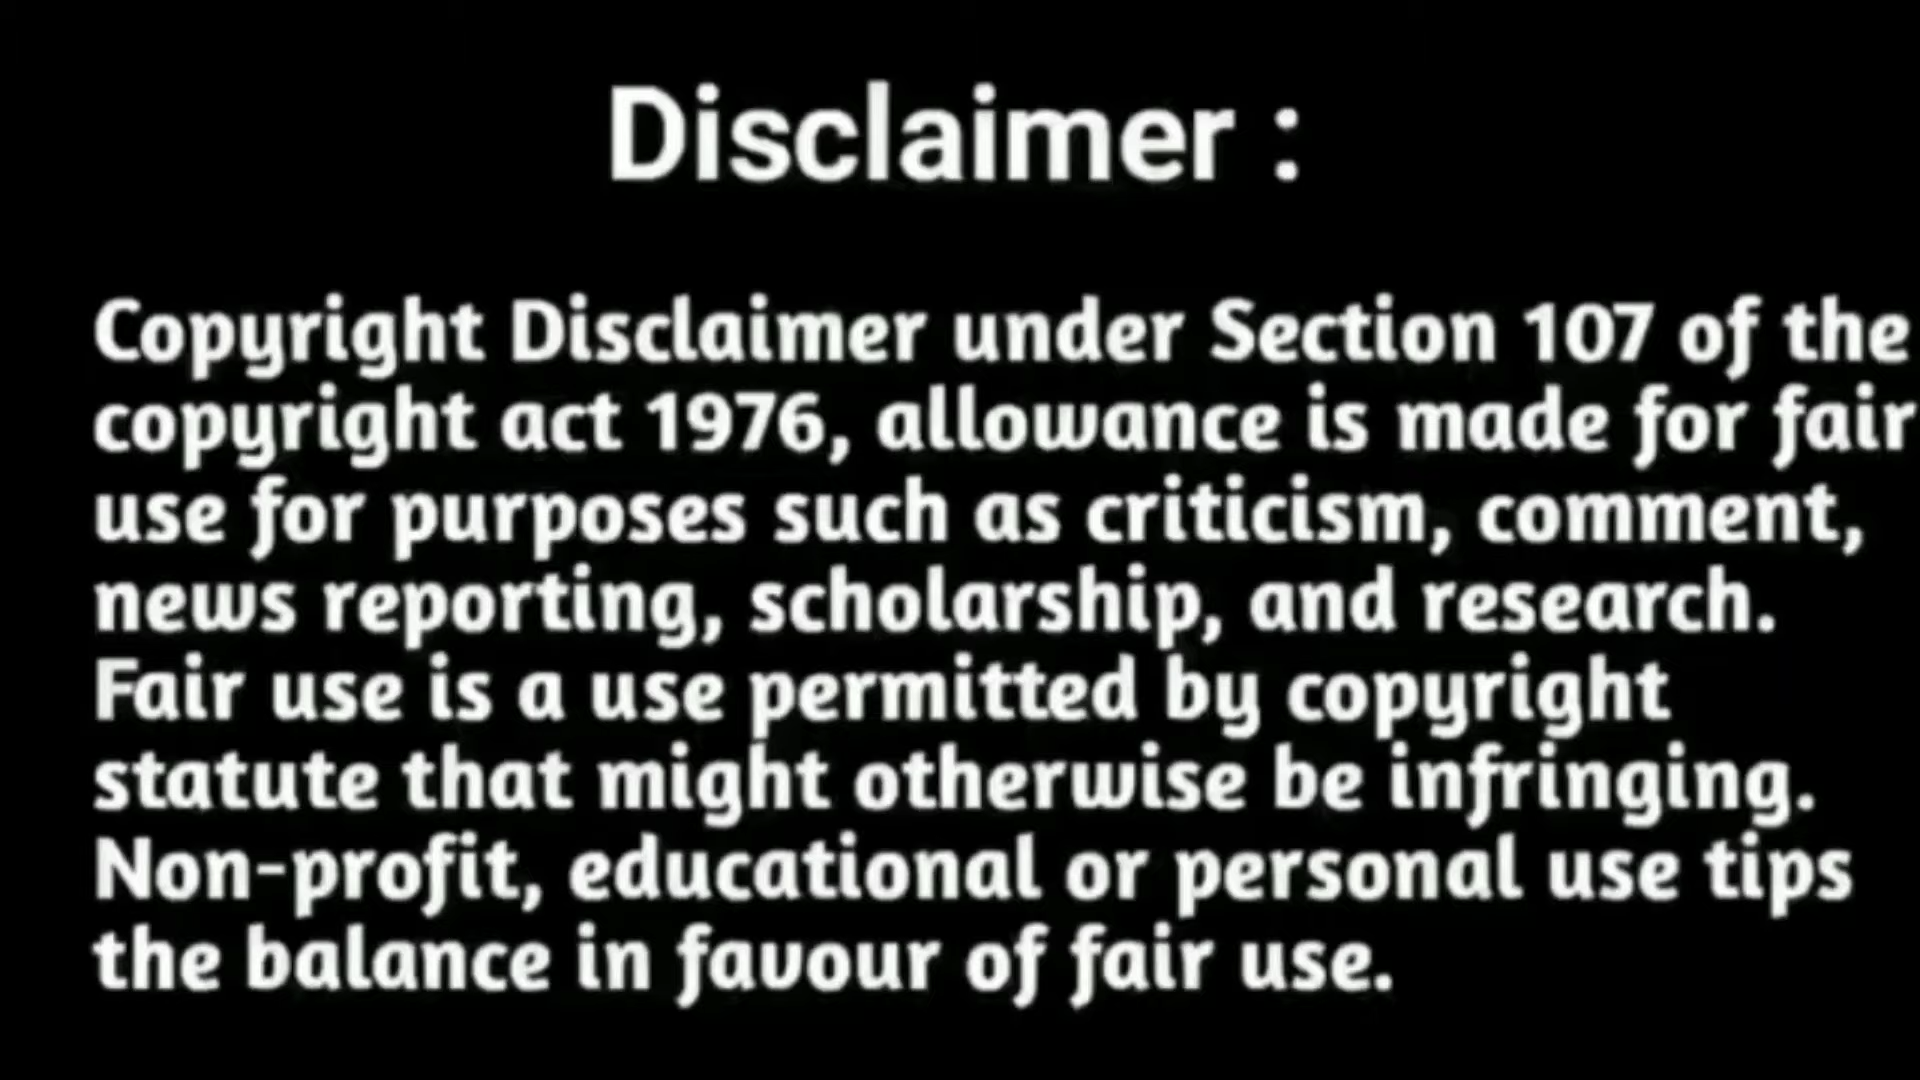 Disclaimer :
Copyright Disclaimer under Section 107 of the
copyright act 1976, allowance is made for fair
use for purposes such as criticism, comment,
news reporting, scholarship, and research.
Fair use is a use permitted by copyright
statute that might otherwise be infringing.
Non-profit, educational or personal use tips
the balance in favour of fair use.